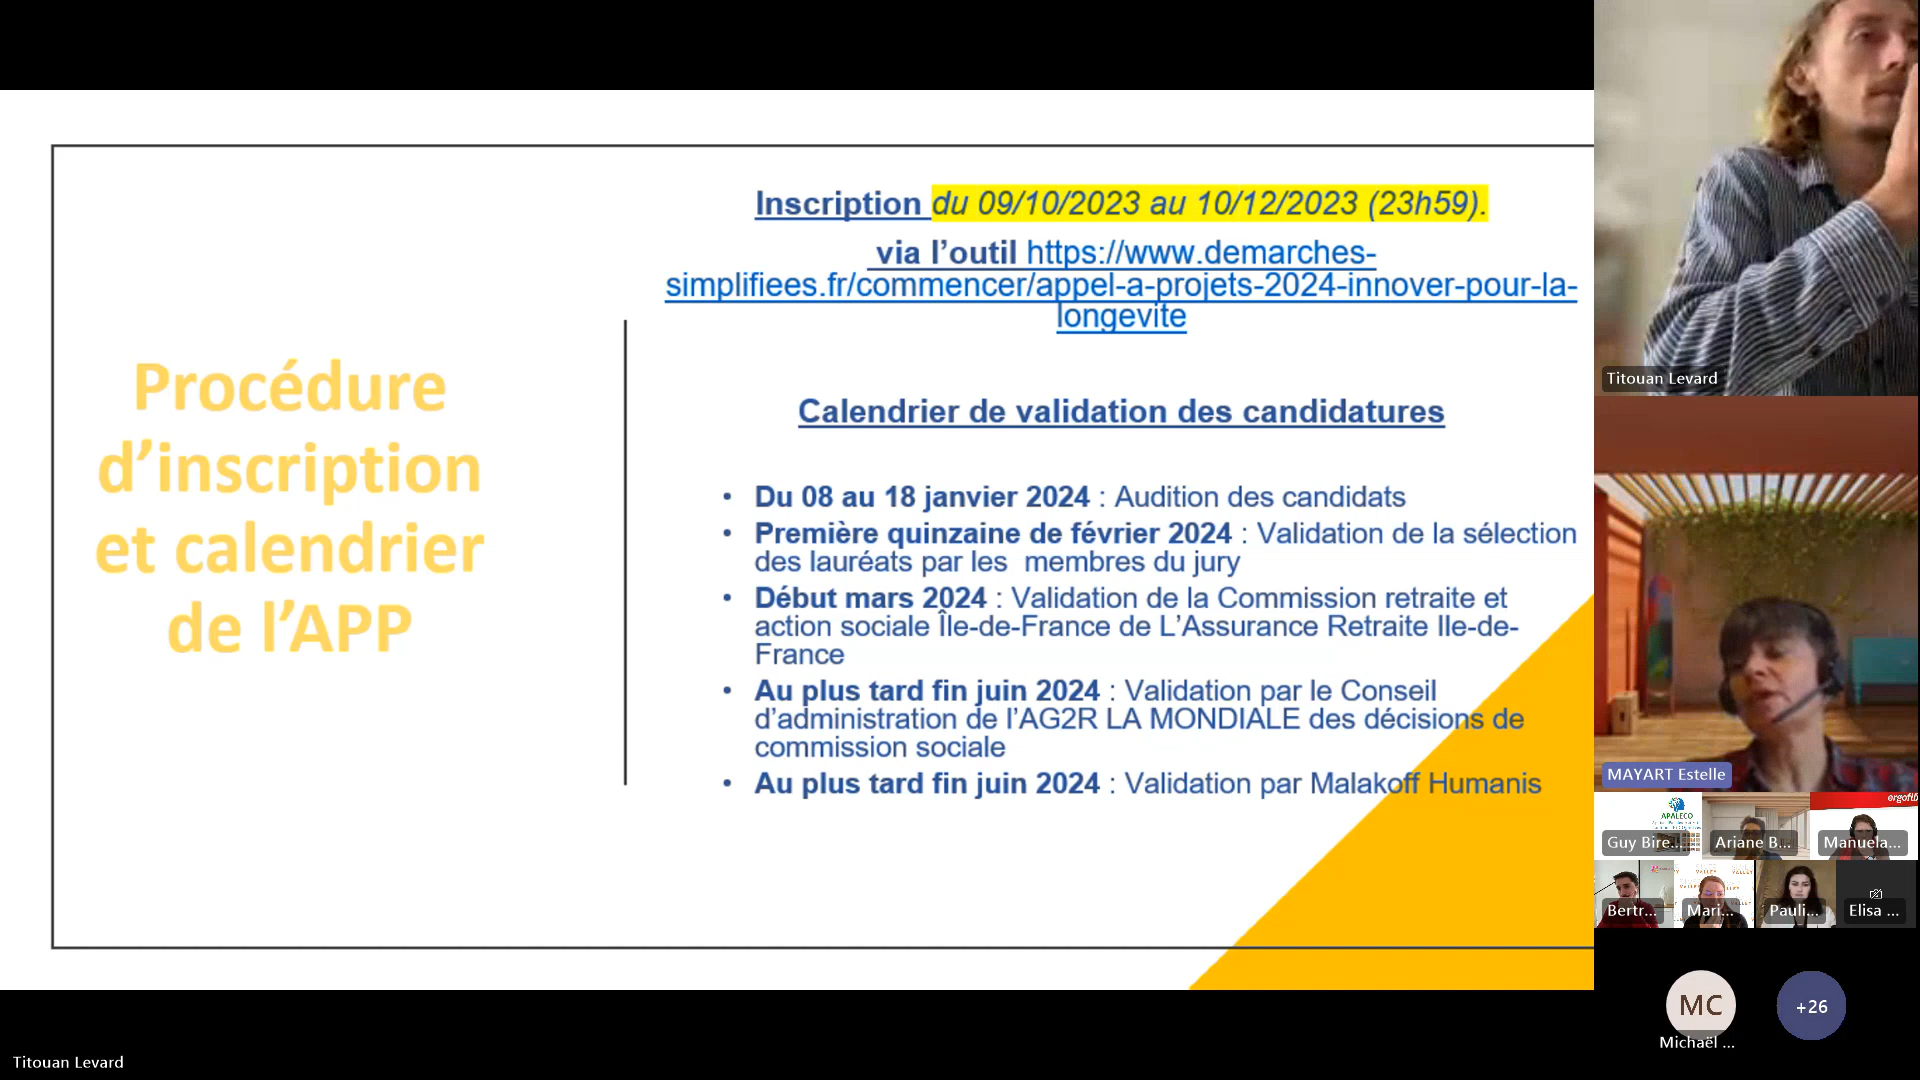 Procédure
d’inscription
et calendrier
de l’APP
Inscription du 09/10/2023 au 10/12/2023 (23h59).
via l’outil https://www.demarches-
simplifiees.fr/commencer/appel-a-projets-2024-innover-pour-la-
longevite
Calendrier de validation des candidatures
• Du 08 au 18 janvier 2024 : Audition des candidats
• Première quinzaine de février 2024 : Validation de la sélection
des lauréats par les membres du jury
• Début mars 2024 : Validation de la Commission retraite et
action sociale Île-de-France de L’Assurance Retraite Ile-de-
France
• Au plus tard fin juin 2024 : Validation par le Conseil
d’administration de l’AG2R LA MONDIALE des décisions de
commission sociale
• Au plus tard fin juin 2024 : Validation par Malakoff Humanis
Titouan Levard
MAYART Estelle
APALECO
Guy Bire...
Ariane B...
Manuela...
Bertr...
Mari...
VALLEY
Pauli...
Elisa ...
MC
+26
Michaël ...
Titouan Levard